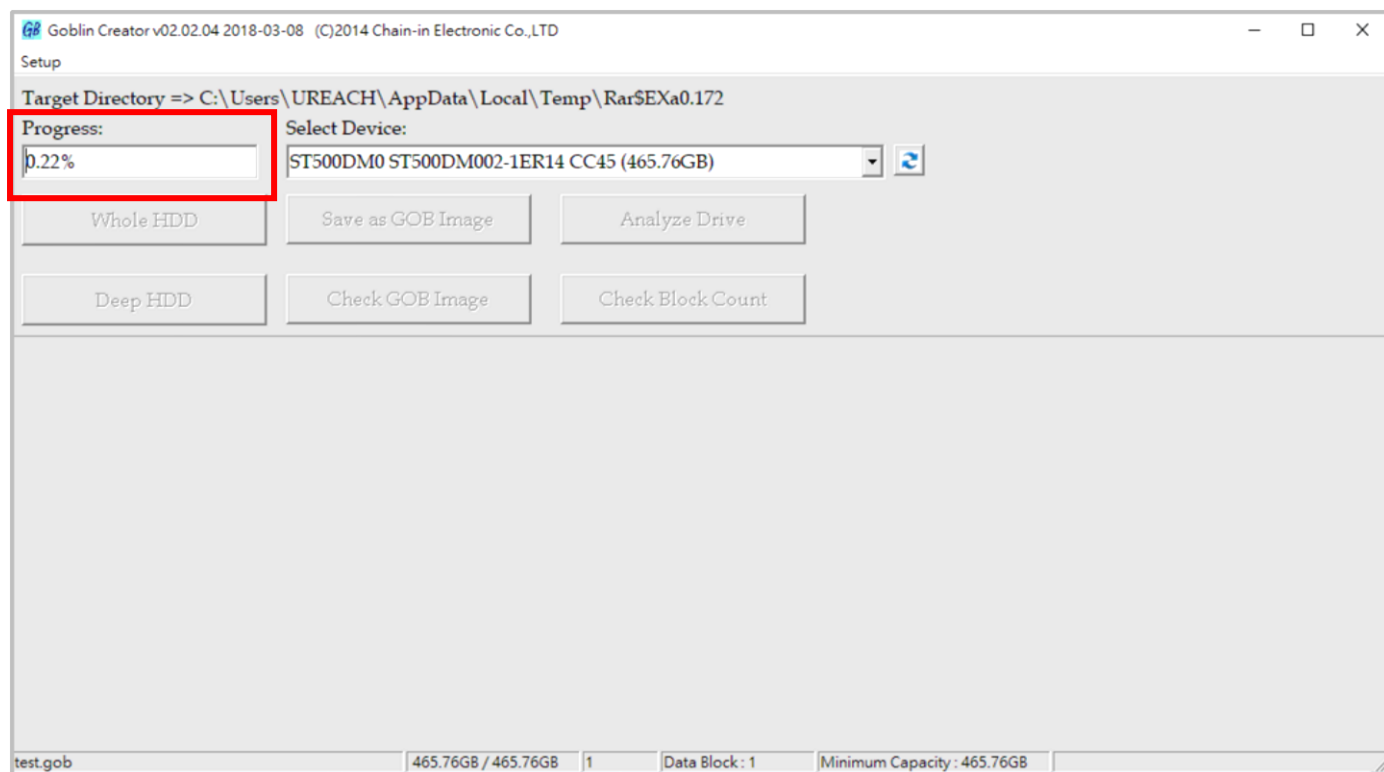 GB Goblin Creator v02.02.04 2018-03-08 (C)2014 Chain-in Electronic Co.,LTD
Setup
Target Directory => C:\Users\UREACH\AppData\Local\Temp\Rar$EXa0.172
Progress: Select Device:
0.22% ST500DM0 ST500DM002-1ER14 CC45 (465.76GB)
Whole HDD Save as GOB Image Analyze Drive
Deep HDD Check GOB Image Check Block Count
test.gob 465.76GB / 465.76GB 1 Data Block : 1 Minimum Capacity : 465.76GB